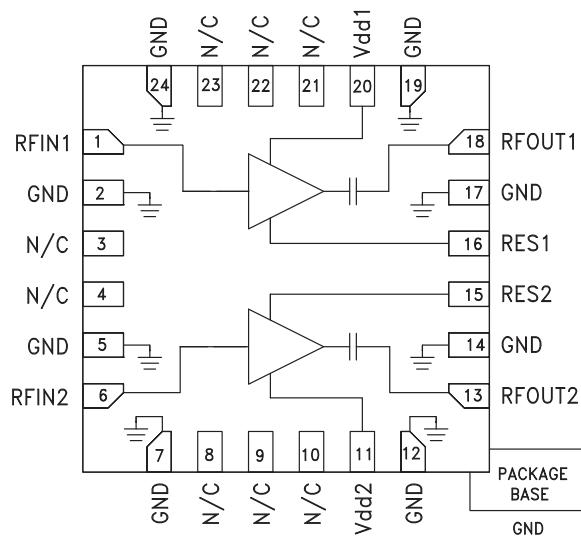 GND
N/C
N/C
N/C
Vdd1
GND
24
23
22
21
20
19
RFIN1
1
18
RFOUT1
GND
2
17
GND
N/C
3
16
RES1
N/C
4
15
RES2
GND
5
14
GND
RFIN2
6
13
RFOUT2
7
8
9
10
11
12
GND
N/C
N/C
N/C
Vdd2
GND
PACKAGE
BASE
GND